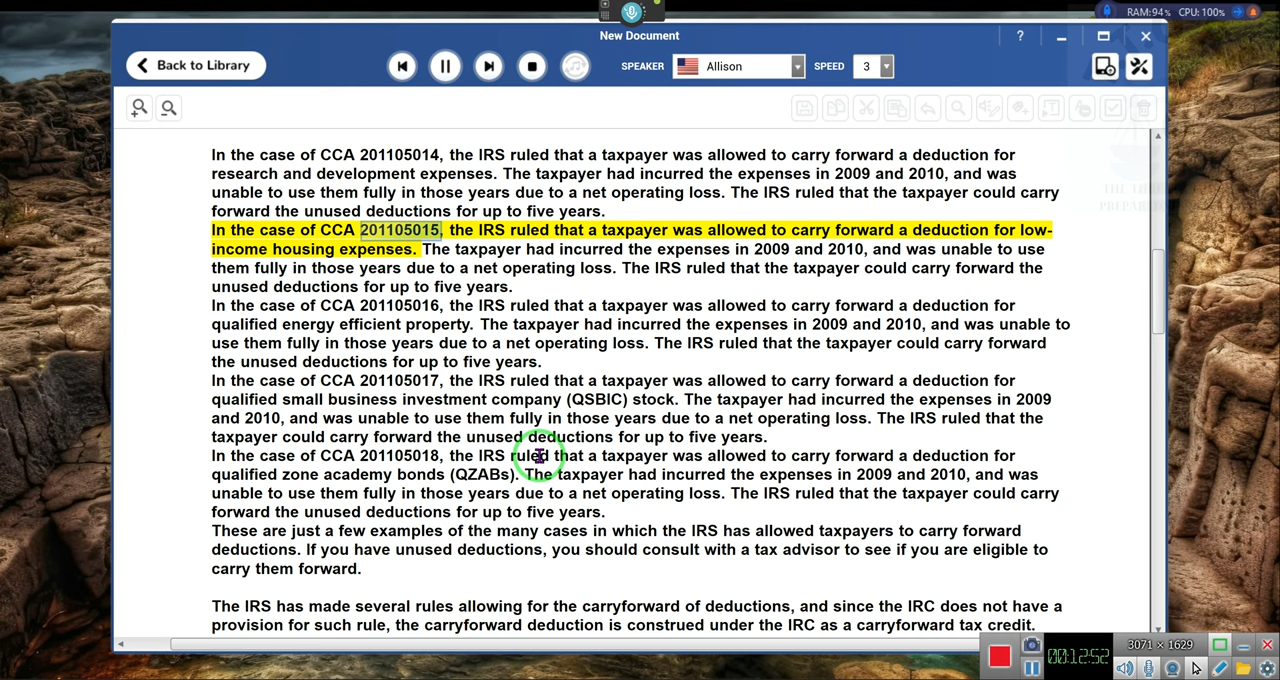 RAM:94% CPU:100%
New Document
?
Back to Library
SPEAKER Allison SPEED 3
In the case of CCA 201105014, the IRS ruled that a taxpayer was allowed to carry forward a deduction for
research and development expenses. The taxpayer had incurred the expenses in 2009 and 2010, and was
unable to use them fully in those years due to a net operating loss. The IRS ruled that the taxpayer could carry
forward the unused deductions for up to five years.
In the case of CCA 201105015, the IRS ruled that a taxpayer was allowed to carry forward a deduction for low-
income housing expenses. The taxpayer had incurred the expenses in 2009 and 2010, and was unable to use
them fully in those years due to a net operating loss. The IRS ruled that the taxpayer could carry forward the
unused deductions for up to five years.
In the case of CCA 201105016, the IRS ruled that a taxpayer was allowed to carry forward a deduction for
qualified energy efficient property. The taxpayer had incurred the expenses in 2009 and 2010, and was unable to
use them fully in those years due to a net operating loss. The IRS ruled that the taxpayer could carry forward
the unused deductions for up to five years.
In the case of CCA 201105017, the IRS ruled that a taxpayer was allowed to carry forward a deduction for
qualified small business investment company (QSBIC) stock. The taxpayer had incurred the expenses in 2009
and 2010, and was unable to use them fully in those years due to a net operating loss. The IRS ruled that the
taxpayer could carry forward the unused deductions for up to five years.
In the case of CCA 201105018, the IRS ruled that a taxpayer was allowed to carry forward a deduction for
qualified zone academy bonds (QZABs). The taxpayer had incurred the expenses in 2009 and 2010, and was
unable to use them fully in those years due to a net operating loss. The IRS ruled that the taxpayer could carry
forward the unused deductions for up to five years.
These are just a few examples of the many cases in which the IRS has allowed taxpayers to carry forward
deductions. If you have unused deductions, you should consult with a tax advisor to see if you are eligible to
carry them forward.
The IRS has made several rules allowing for the carryforward of deductions, and since the IRC does not have a
provision for such rule, the carryforward deduction is construed under the IRC as a carryforward tax credit.
00:12:52
3071 × 1629